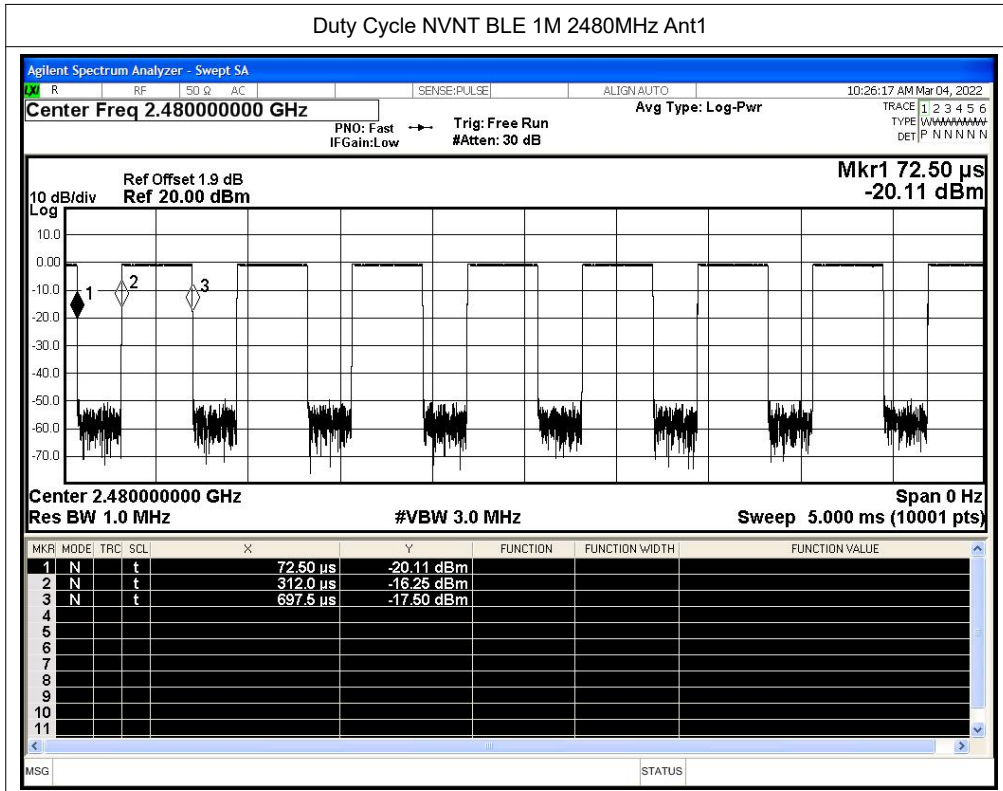 Duty Cycle NVNT BLE 1M 2480MHz Ant1
Agilent Spectrum Analyzer - Swept SA
LXI R RF 50 Ω AC SENSE:PULSE ALIGN AUTO 10:26:17 AM Mar 04, 2022
Center Freq 2.480000000 GHz
PNO: Fast
IFGain:Low
Trig: Free Run
#Atten: 30 dB
Avg Type: Log-Pwr
TRACE 1 2 3 4 5 6
TYPE WWWWWWW
DET P N N N N N
Mkr1 72.50 µs
-20.11 dBm
Ref Offset 1.9 dB
10 dB/div Ref 20.00 dBm
Log
10.0
0.00
-10.0
-20.0
-30.0
-40.0
-50.0
-60.0
-70.0
1
2
3
Center 2.480000000 GHz Span 0 Hz
Res BW 1.0 MHz #VBW 3.0 MHz Sweep 5.000 ms (10001 pts)
MKR MODE TRC SCL X Y FUNCTION FUNCTION WIDTH FUNCTION VALUE
1 N t 72.50 µs -20.11 dBm
2 N t 312.0 µs -16.25 dBm
3 N t 697.5 µs -17.50 dBm
4
5
6
7
8
9
10
11
MSG STATUS